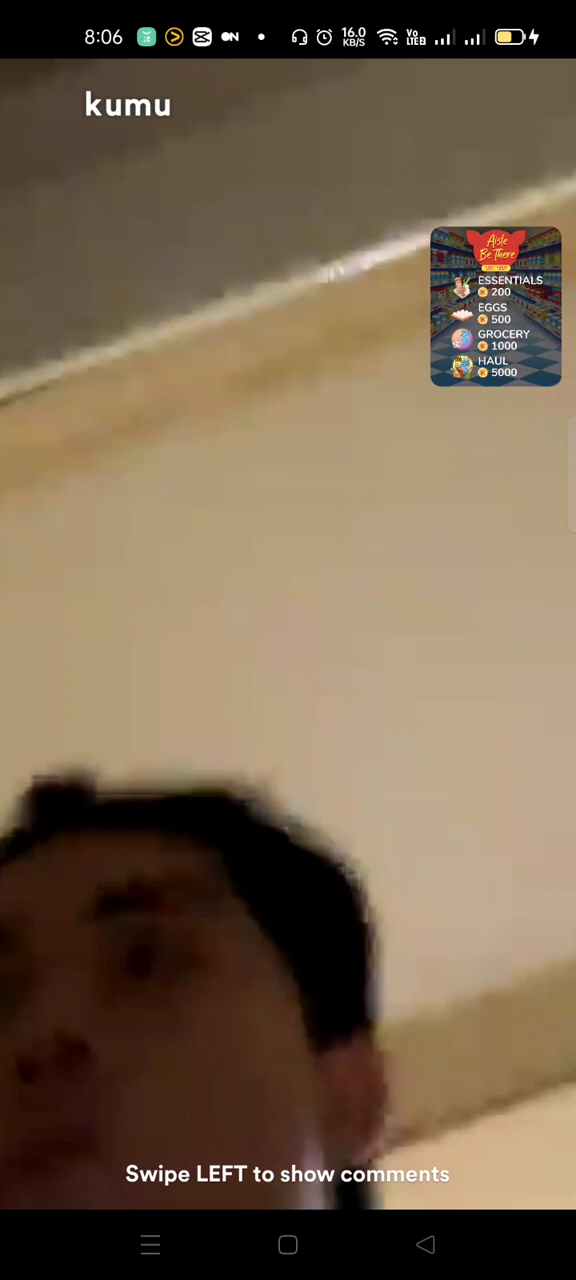 8:06
16.0
KB/S
Vo
LTE2
kumu
Aisle
Be There
ESSENTIALS
200
EGGS
500
GROCERY
1000
HAUL
5000
Swipe LEFT to show comments